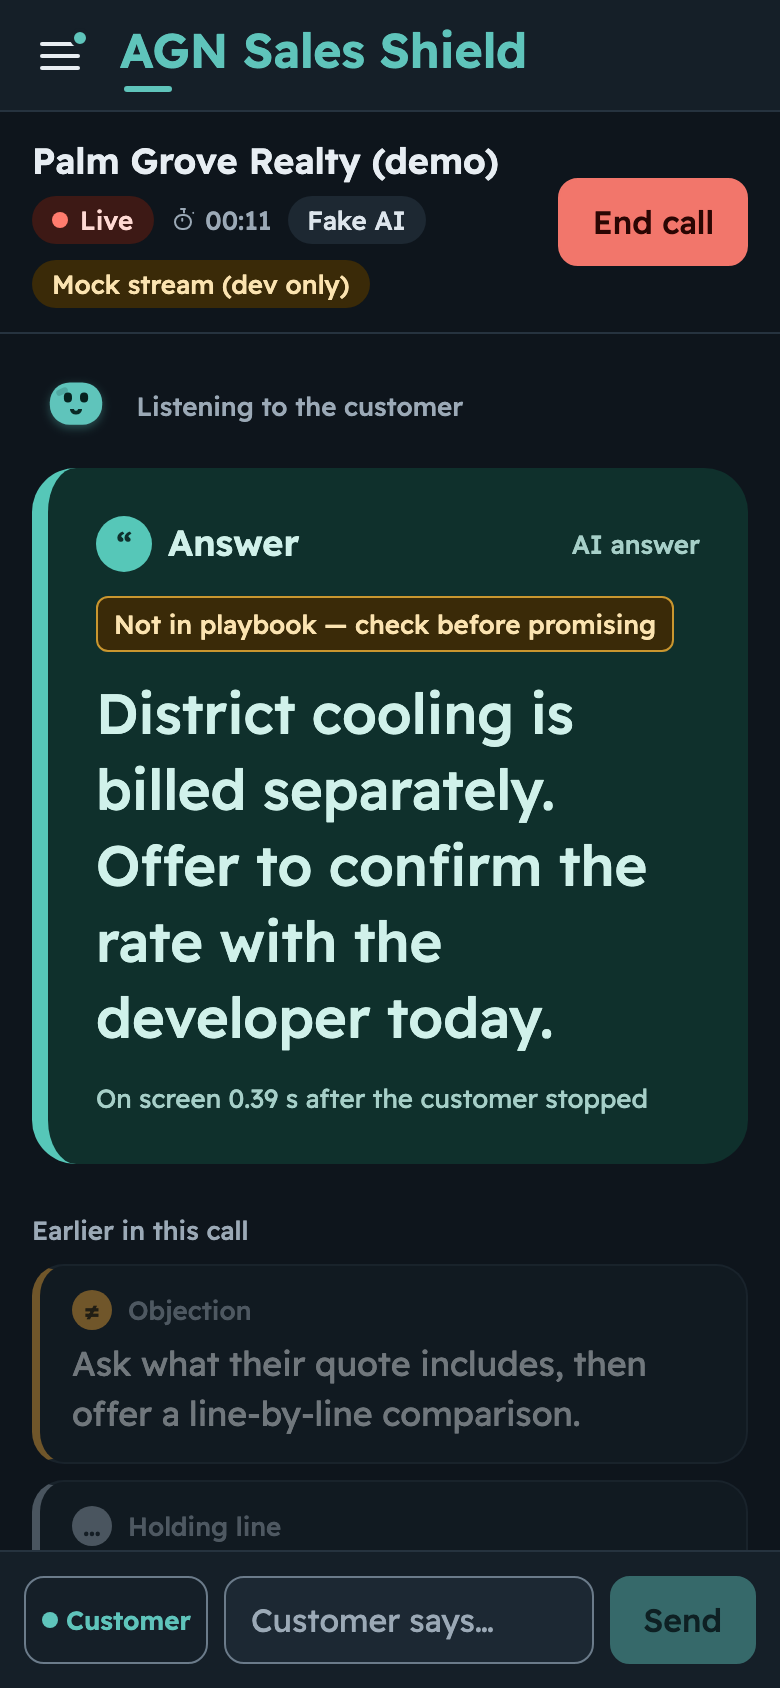 AGN Sales Shield
Palm Grove Realty (demo)
Live
00:11
Fake AI
End call
Mock stream (dev only)
Listening to the customer
“ Answer
AI answer
Not in playbook — check before promising
District cooling is
billed separately.
Offer to confirm the
rate with the
developer today.
On screen 0.39 s after the customer stopped
Earlier in this call
≠ Objection
Ask what their quote includes, then
offer a line-by-line comparison.
… Holding line
Customer
Customer says…
Send